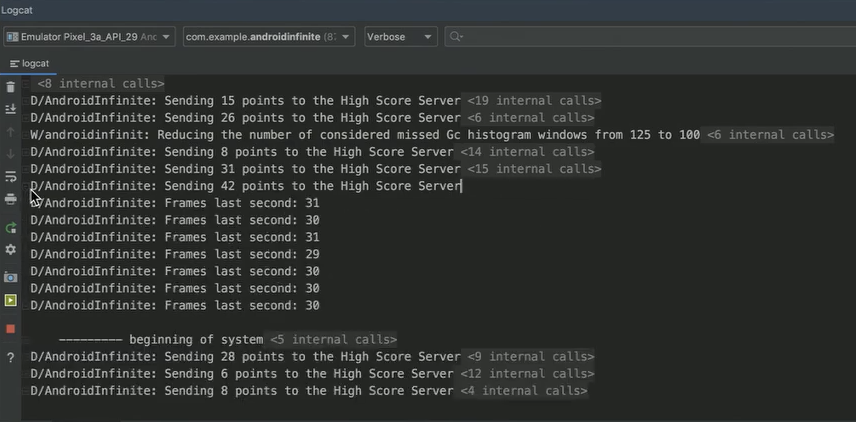 Logcat
Emulator Pixel_3a_API_29 Anc
com.example.androidinfinite (8:
Verbose
logcat
<8 internal calls>
D/AndroidInfinite: Sending 15 points to the High Score Server <19 internal calls>
D/AndroidInfinite: Sending 26 points to the High Score Server <6 internal calls>
W/androidinfinit: Reducing the number of considered missed Gc histogram windows from 125 to 100 <6 internal calls>
D/AndroidInfinite: Sending 8 points to the High Score Server <14 internal calls>
D/AndroidInfinite: Sending 31 points to the High Score Server <15 internal calls>
D/AndroidInfinite: Sending 42 points to the High Score Server
D/AndroidInfinite: Frames last second: 31
D/AndroidInfinite: Frames last second: 30
D/AndroidInfinite: Frames last second: 31
D/AndroidInfinite: Frames last second: 29
D/AndroidInfinite: Frames last second: 30
D/AndroidInfinite: Frames last second: 30
D/AndroidInfinite: Frames last second: 30
--------- beginning of system <5 internal calls>
D/AndroidInfinite: Sending 28 points to the High Score Server <9 internal calls>
D/AndroidInfinite: Sending 6 points to the High Score Server <12 internal calls>
D/AndroidInfinite: Sending 8 points to the High Score Server <4 internal calls>